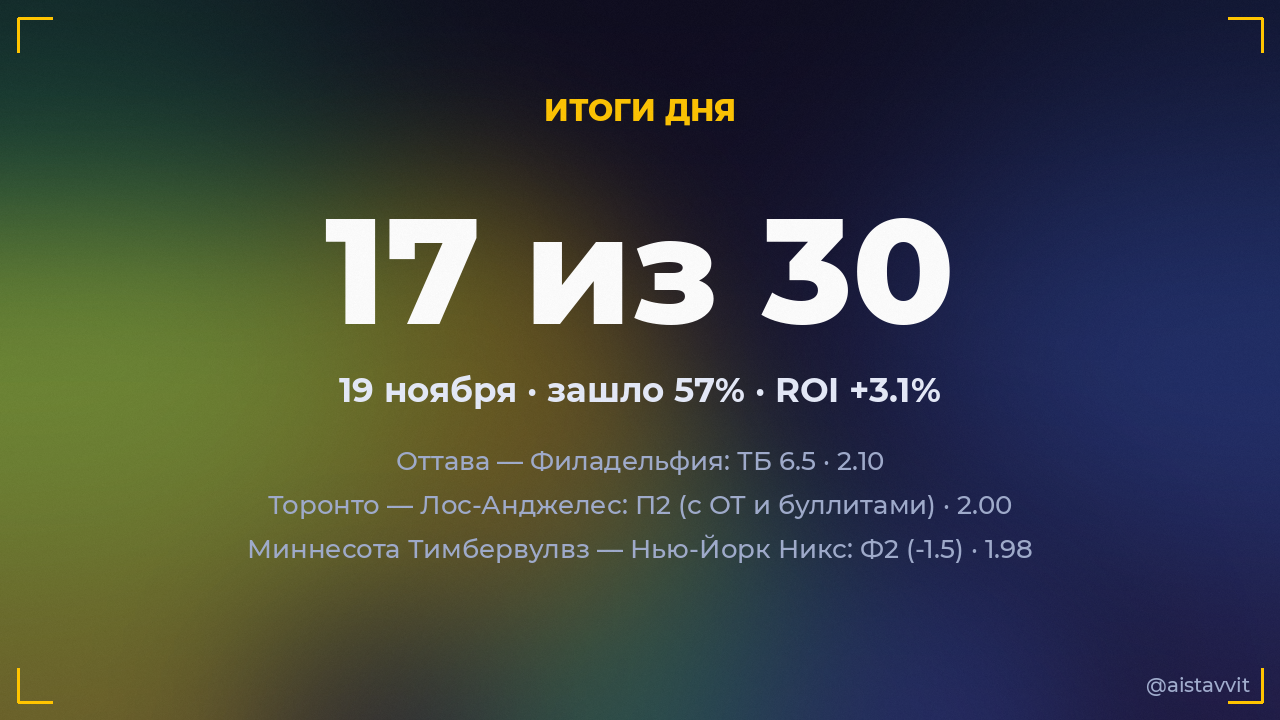 ИТОГИ ДНЯ
17 из 30
19 ноября · зашло 57% · ROI +3.1%
Оттава — Филадельфия: ТБ 6.5 · 2.10
Торонто — Лос-Анджелес: П2 (с ОТ и буллитами) · 2.00
Миннесота Тимбервулвз — Нью-Йорк Никс: Ф2 (-1.5) · 1.98
@aistavvit